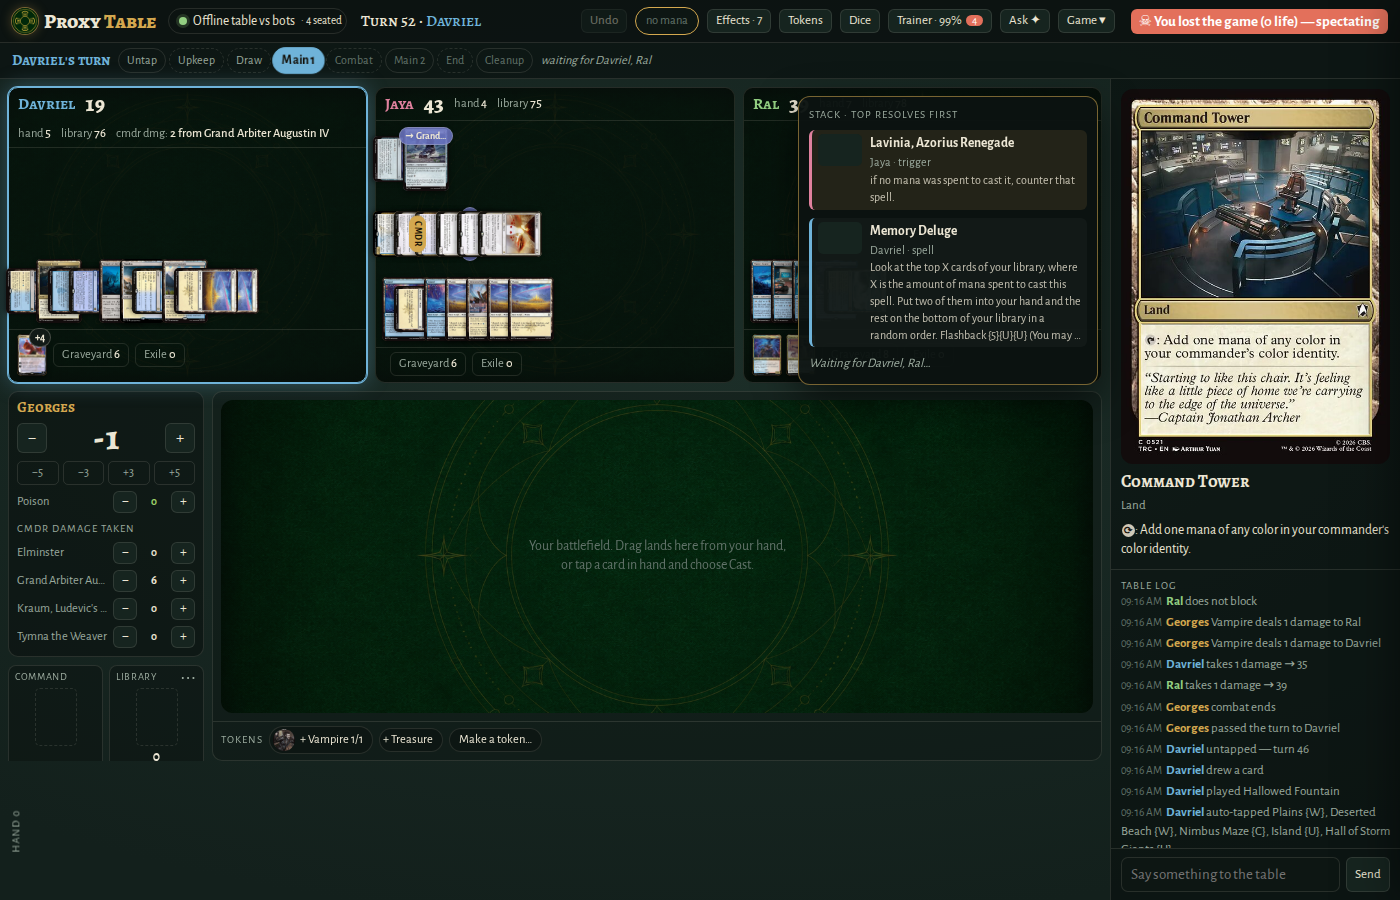 PROXY TABLE
Offline table vs bots · 4 seated
TURN 52 · DAVRIEL
Undo
no mana
Effects · 7
Tokens
Dice
Trainer · 99% 4
Ask ✦
Game ▾
☠ You lost the game (0 life) — spectating
DAVRIEL'S TURN
Untap
Upkeep
Draw
Main 1
Combat
Main 2
End
Cleanup
waiting for Davriel, Ral
DAVRIEL 19
hand 5 library 76 cmdr dmg: 2 from Grand Arbiter Augustin IV
+4
Graveyard 6
Exile 0
JAYA 43 hand 4 library 75
→ Grand…
CMDR
Graveyard 6
Exile 0
RAL
STACK · TOP RESOLVES FIRST
Lavinia, Azorius Renegade
Jaya · trigger
if no mana was spent to cast it, counter that
spell.
Memory Deluge
Davriel · spell
Look at the top X cards of your library, where
X is the amount of mana spent to cast this
spell. Put two of them into your hand and the
rest on the bottom of your library in a
random order. Flashback {5}{U}{U} (You may …
Waiting for Davriel, Ral…
GEORGES
− -1 +
−5 −3 +3 +5
Poison − 0 +
CMDR DAMAGE TAKEN
Elminster − 0 +
Grand Arbiter Au… − 6 +
Kraum, Ludevic's … − 0 +
Tymna the Weaver − 0 +
COMMAND
LIBRARY ···
0
HAND 0
Your battlefield. Drag lands here from your hand,
or tap a card in hand and choose Cast.
TOKENS
+ Vampire 1/1
+ Treasure
Make a token…
Command Tower
Land
: Add one mana of any color in
your commander's color identity.
"Starting to like this chair. It's feeling
like a little piece of home we're carrying
to the edge of the universe."
—Captain Jonathan Archer
C 0521
TRC • EN ARTHUR YUAN
© 2026 CBS.
™ & © 2026 Wizards of the Coast
COMMAND TOWER
Land
: Add one mana of any color in your commander's
color identity.
TABLE LOG
09:16 AM Ral does not block
09:16 AM Georges Vampire deals 1 damage to Ral
09:16 AM Georges Vampire deals 1 damage to Davriel
09:16 AM Davriel takes 1 damage → 35
09:16 AM Ral takes 1 damage → 39
09:16 AM Georges combat ends
09:16 AM Georges passed the turn to Davriel
09:16 AM Davriel untapped — turn 46
09:16 AM Davriel drew a card
09:16 AM Davriel played Hallowed Fountain
09:16 AM Davriel auto-tapped Plains {W}, Deserted
Beach {W}, Nimbus Maze {C}, Island {U}, Hall of Storm
Say something to the table
Send